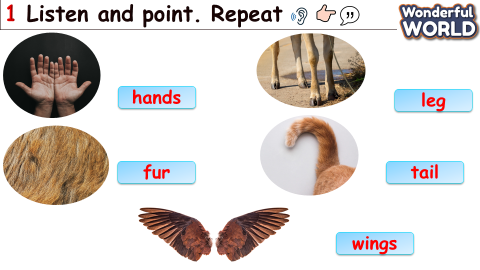 1 Listen and point. Repeat
Wonderful
WORLD
hands
leg
fur
tail
wings